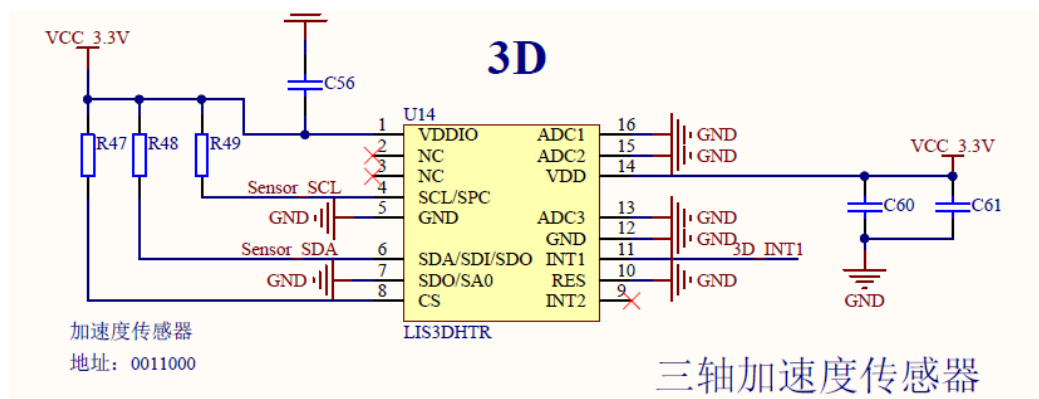 VCC_3.3V
3D
C56
U14
R47
R48
R49
1
VDDIO
ADC1
16
GND
2
NC
ADC2
15
GND
VCC_3.3V
3
NC
VDD
14
Sensor_SCL
4
SCL/SPC
C60
C61
GND
5
GND
ADC3
13
GND
GND
12
GND
Sensor_SDA
6
SDA/SDI/SDO
INT1
11
3D_INT1
GND
7
SDO/SA0
RES
10
GND
8
CS
INT2
9
GND
LIS3DHTR
加速度传感器
地址：0011000
三轴加速度传感器